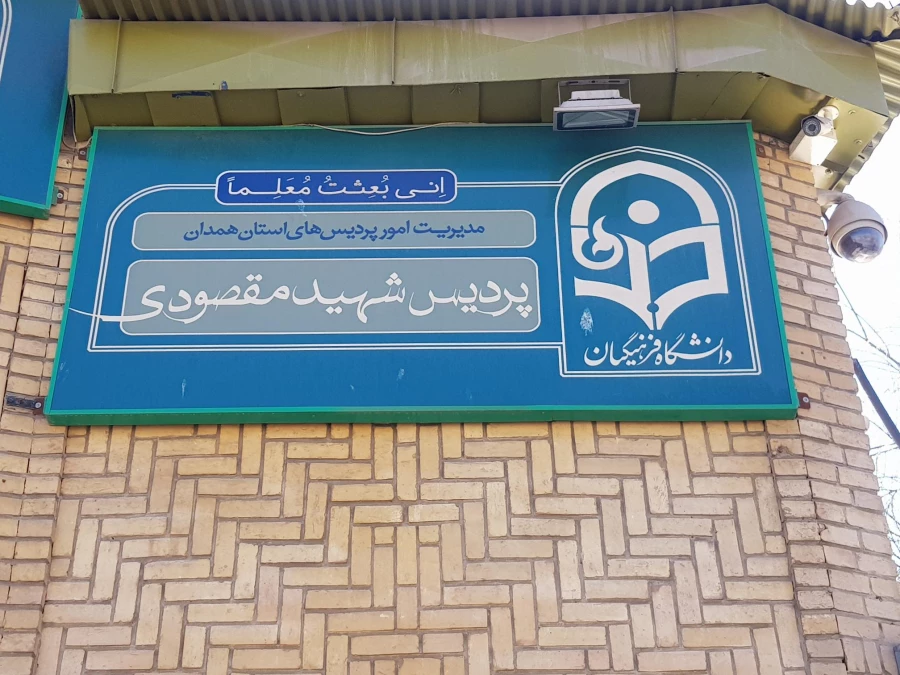 اِنی بُعِثتُ مُعَلِماً
مدیریت امور پردیس‌های استان همدان
پردیس شهید مقصودی
دانشگاه فرهنگیان